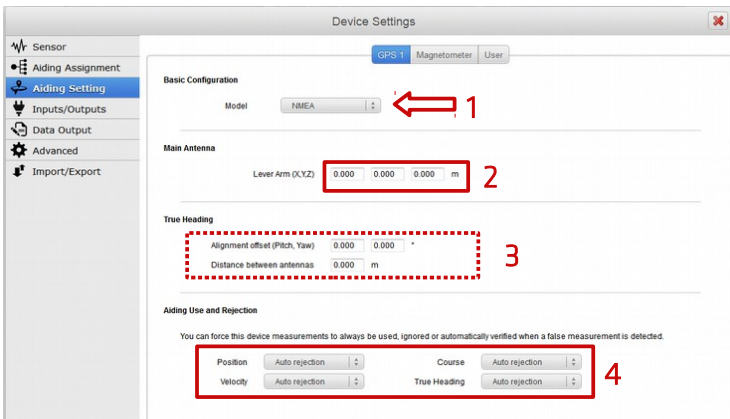 Device Settings
Sensor
Aiding Assignment
Aiding Setting
Inputs/Outputs
Data Output
Advanced
Import/Export
GPS 1 Magnetometer User
Basic Configuration
Model NMEA 1
Main Antenna
Lever Arm (X,Y,Z) 0.000 0.000 0.000 m 2
True Heading
Alignment offset (Pitch, Yaw) 0.000 0.000 °
Distance between antennas 0.000 m
3
Aiding Use and Rejection
You can force this device measurements to always be used, ignored or automatically verified when a false measurement is detected.
Position Auto rejection Course Auto rejection
Velocity Auto rejection True Heading Auto rejection
4